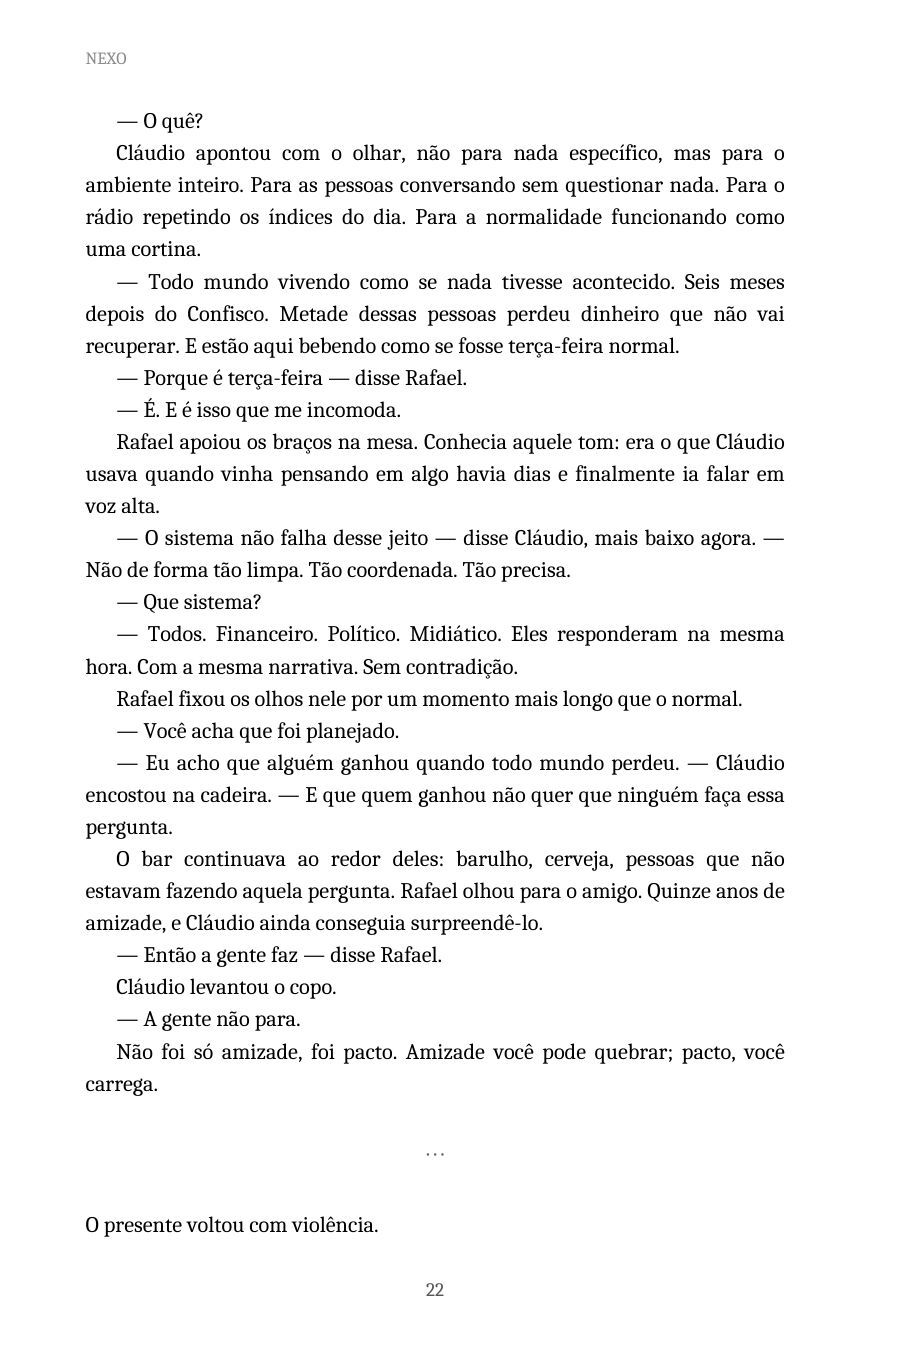 NEXO
— O quê?
Cláudio apontou com o olhar, não para nada específico, mas para o
ambiente inteiro. Para as pessoas conversando sem questionar nada. Para o
rádio repetindo os índices do dia. Para a normalidade funcionando como
uma cortina.
— Todo mundo vivendo como se nada tivesse acontecido. Seis meses
depois do Confisco. Metade dessas pessoas perdeu dinheiro que não vai
recuperar. E estão aqui bebendo como se fosse terça-feira normal.
— Porque é terça-feira — disse Rafael.
— É. E é isso que me incomoda.
Rafael apoiou os braços na mesa. Conhecia aquele tom: era o que Cláudio
usava quando vinha pensando em algo havia dias e finalmente ia falar em
voz alta.
— O sistema não falha desse jeito — disse Cláudio, mais baixo agora. —
Não de forma tão limpa. Tão coordenada. Tão precisa.
— Que sistema?
— Todos. Financeiro. Político. Midiático. Eles responderam na mesma
hora. Com a mesma narrativa. Sem contradição.
Rafael fixou os olhos nele por um momento mais longo que o normal.
— Você acha que foi planejado.
— Eu acho que alguém ganhou quando todo mundo perdeu. — Cláudio
encostou na cadeira. — E que quem ganhou não quer que ninguém faça essa
pergunta.
O bar continuava ao redor deles: barulho, cerveja, pessoas que não
estavam fazendo aquela pergunta. Rafael olhou para o amigo. Quinze anos de
amizade, e Cláudio ainda conseguia surpreendê-lo.
— Então a gente faz — disse Rafael.
Cláudio levantou o copo.
— A gente não para.
Não foi só amizade, foi pacto. Amizade você pode quebrar; pacto, você
carrega.
...
O presente voltou com violência.
22